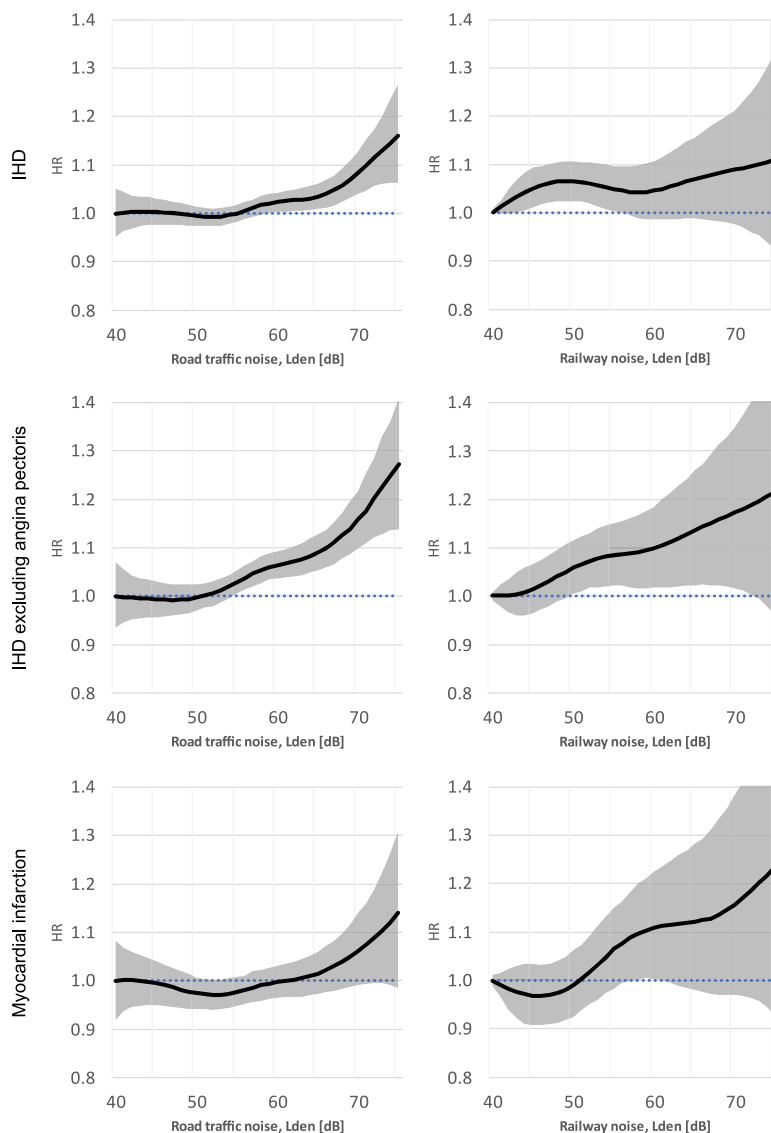 IHD
HR
1.4
1.3
1.2
1.1
1.0
0.9
0.8
40 50 60 70
Road traffic noise, Lden [dB]
HR
1.4
1.3
1.2
1.1
1.0
0.9
0.8
40 50 60 70
Railway noise, Lden [dB]
IHD excluding angina pectoris
HR
1.4
1.3
1.2
1.1
1.0
0.9
0.8
40 50 60 70
Road traffic noise, Lden [dB]
HR
1.4
1.3
1.2
1.1
1.0
0.9
0.8
40 50 60 70
Railway noise, Lden [dB]
Myocardial infarction
HR
1.4
1.3
1.2
1.1
1.0
0.9
0.8
40 50 60 70
Road traffic noise, Lden [dB]
HR
1.4
1.3
1.2
1.1
1.0
0.9
0.8
40 50 60 70
Railway noise, Lden [dB]